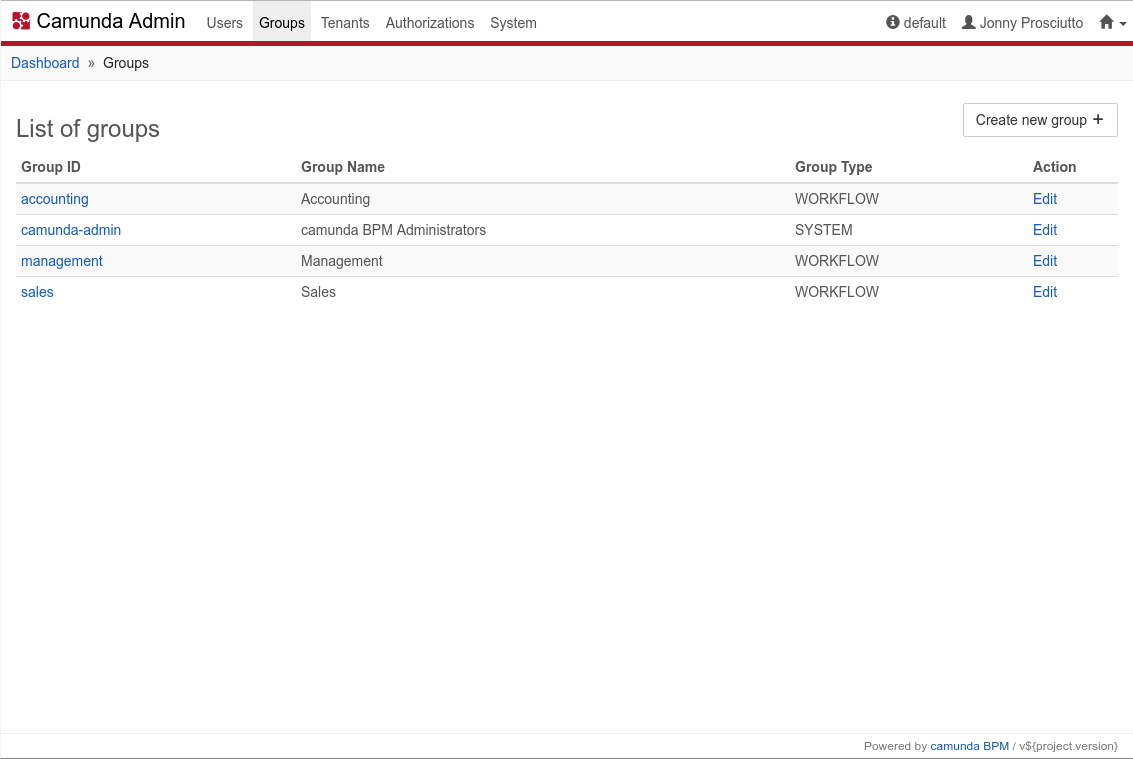 Camunda Admin Users Groups Tenants Authorizations System default Jonny Prosciutto
Dashboard » Groups
List of groups
Create new group +
Group ID Group Name Group Type Action
accounting Accounting WORKFLOW Edit
camunda-admin camunda BPM Administrators SYSTEM Edit
management Management WORKFLOW Edit
sales Sales WORKFLOW Edit
Powered by camunda BPM / v${project.version}